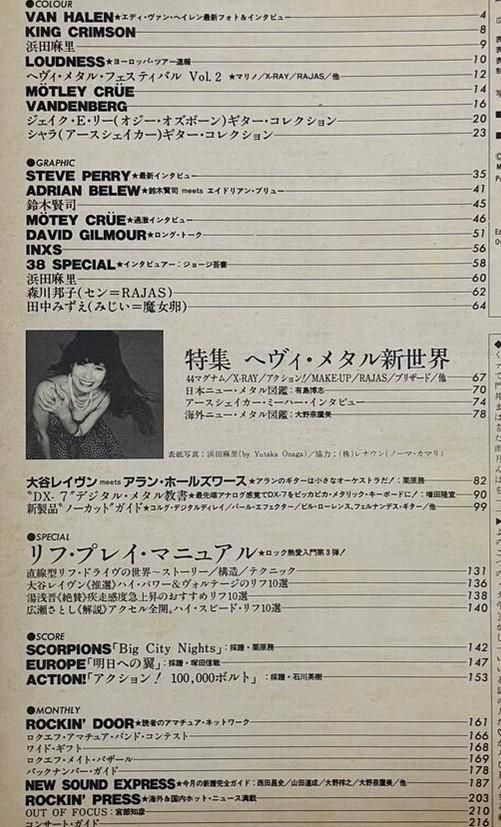 ●COLOUR
VAN HALEN★エディ・ヴァン・ヘイレン最新フォト&インタビュー 4
KING CRIMSON 8
浜田麻里 9
LOUDNESS★ヨーロッパ・ツアー速報 10
ヘヴィ・メタル・フェスティバル Vol.2 ★マリノ/X-RAY/RAJAS/他 12
MÖTLEY CRÜE 14
VANDENBERG 16
ジェイク・E・リー(オジー・オズボーン)ギター・コレクション 20
シャラ(アースシェイカー)ギター・コレクション 23
●GRAPHIC
STEVE PERRY★最新インタビュー 35
ADRIAN BELEW★鈴木賢司 meets エイドリアン・ブリュー 41
鈴木賢司 45
MÖTEY CRÜE★過激インタビュー 46
DAVID GILMOUR★ロング・トーク 51
INXS 56
38 SPECIAL★インタビュアー:ジョージ吾妻 58
浜田麻里 60
森川邦子(セン=RAJAS) 62
田中みずえ(みじい=魔女卵) 64
特集 ヘヴィ・メタル新世界
44マグナム/X-RAY/アクション!/MAKE-UP/RAJAS/ブリザード/他 67
日本ニュー・メタル図鑑:有島博志 70
アースシェイカー・ミーハー・インタビュー 74
海外ニュー・メタル図鑑:大野奈鷹美 78
表紙写真:浜田麻里(by Yutaka Onaga)/協力:(株)レナウン(ノーマ・カマリ)
大谷レイヴン meets アラン・ホールズワース★アランのギターは小さなオーケストラだ!:栗原務 82
"DX-7"デジタル・メタル教書★最先端アナログ感覚でDX-7をピッカピカ・メタリック・キーボードに!:増田隆宣 90
新製品"ノーカット"ガイド★コルグ・デジタルディレイ/パール・エフェクター/ビル・ローレンス、フェルナンデス・ギター/他 99
●SPECIAL
リフ・プレイ・マニュアル★ロック熱愛入門第3弾!
直線型リフ・ドライヴの世界〜ストーリー/構造/テクニック 131
大谷レイヴン《推選》ハイ・パワー&ヴォルテージのリフ10選 136
湯浅晋《絶賛》疾走感度急上昇のおすすめリフ10選 138
広瀬さとし《解説》アクセル全開。ハイ・スピード・リフ10選 140
●SCORE
SCORPIONS「Big City Nights」:採譜・栗原務 142
EUROPE「明日への翼」:採譜・塚田信敏 147
ACTION!「アクション! 100,000ボルト」:採譜・石川英樹 153
●MONTHLY
ROCKIN' DOOR★読者のアマチュア・ネットワーク 161
ロクエフ・アマチュア・バンド・コンテスト 166
ワイド・ギフト 168
ロクエフ・メイト・バザール 169
バックナンバー・ガイド 178
NEW SOUND EXPRESS★今月の新譜完全ガイド:西田昌史/山田達成/大野祥之/大野奈鷹美/他 187
ROCKIN' PRESS★海外&国内ホット・ニュース満載 203
OUT OF FOCUS:宮部知彦 210
コンサート・ガイド 216